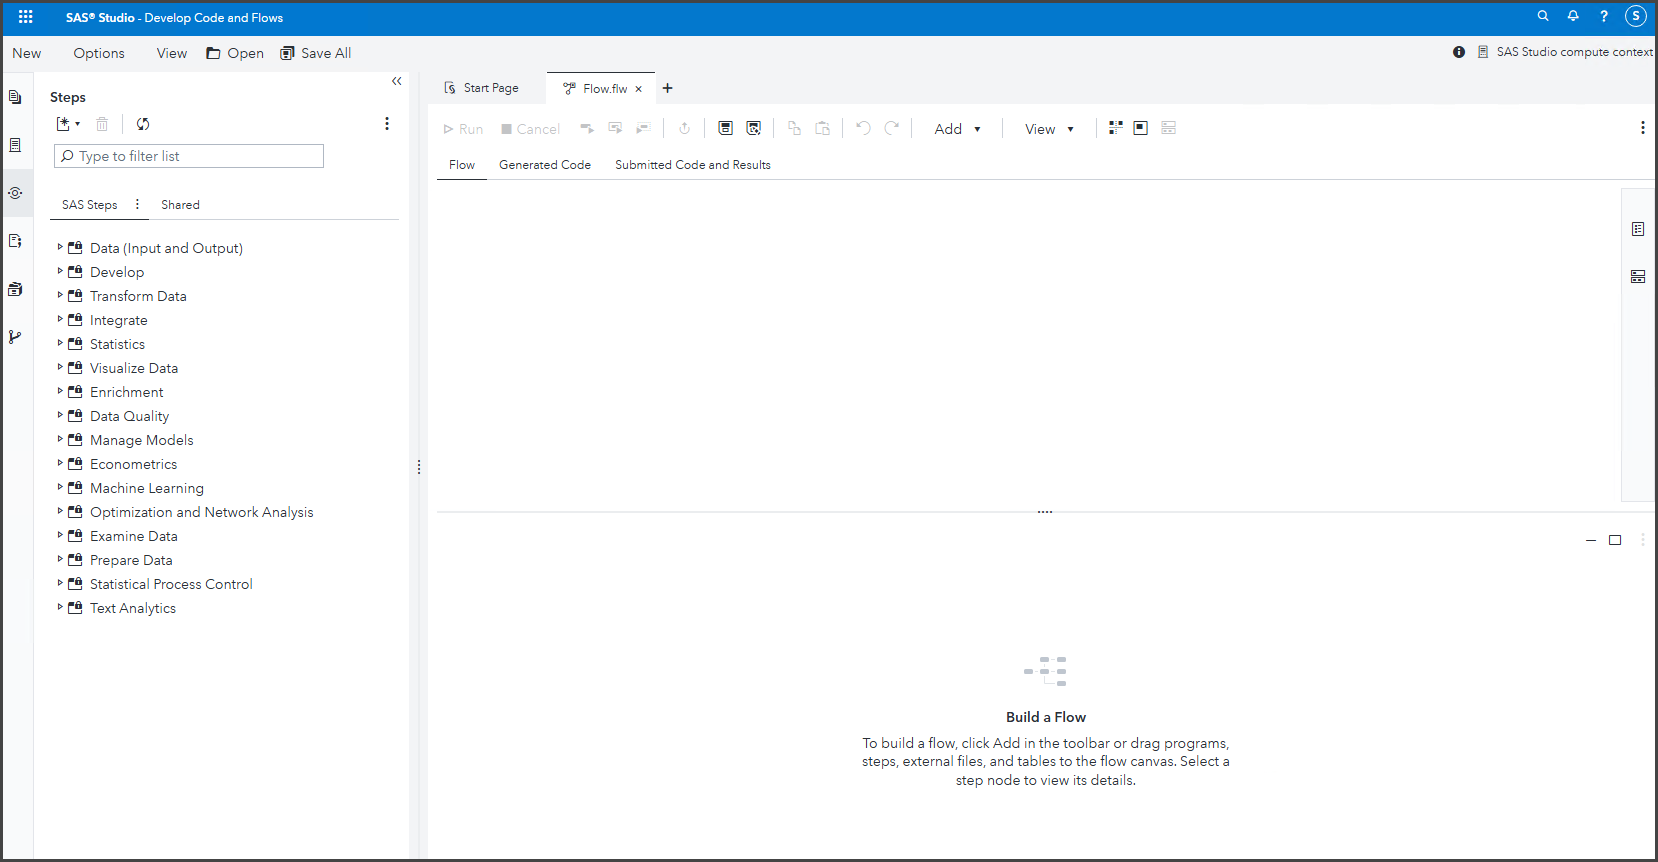 SAS® Studio - Develop Code and Flows
S
New
Options
View
Open
Save All
SAS Studio compute context
Steps
Type to filter list
SAS Steps
Shared
Data (Input and Output)
Develop
Transform Data
Integrate
Statistics
Visualize Data
Enrichment
Data Quality
Manage Models
Econometrics
Machine Learning
Optimization and Network Analysis
Examine Data
Prepare Data
Statistical Process Control
Text Analytics
Start Page
Flow.flw
Run
Cancel
Add
View
Flow
Generated Code
Submitted Code and Results
Build a Flow
To build a flow, click Add in the toolbar or drag programs,
steps, external files, and tables to the flow canvas. Select a
step node to view its details.